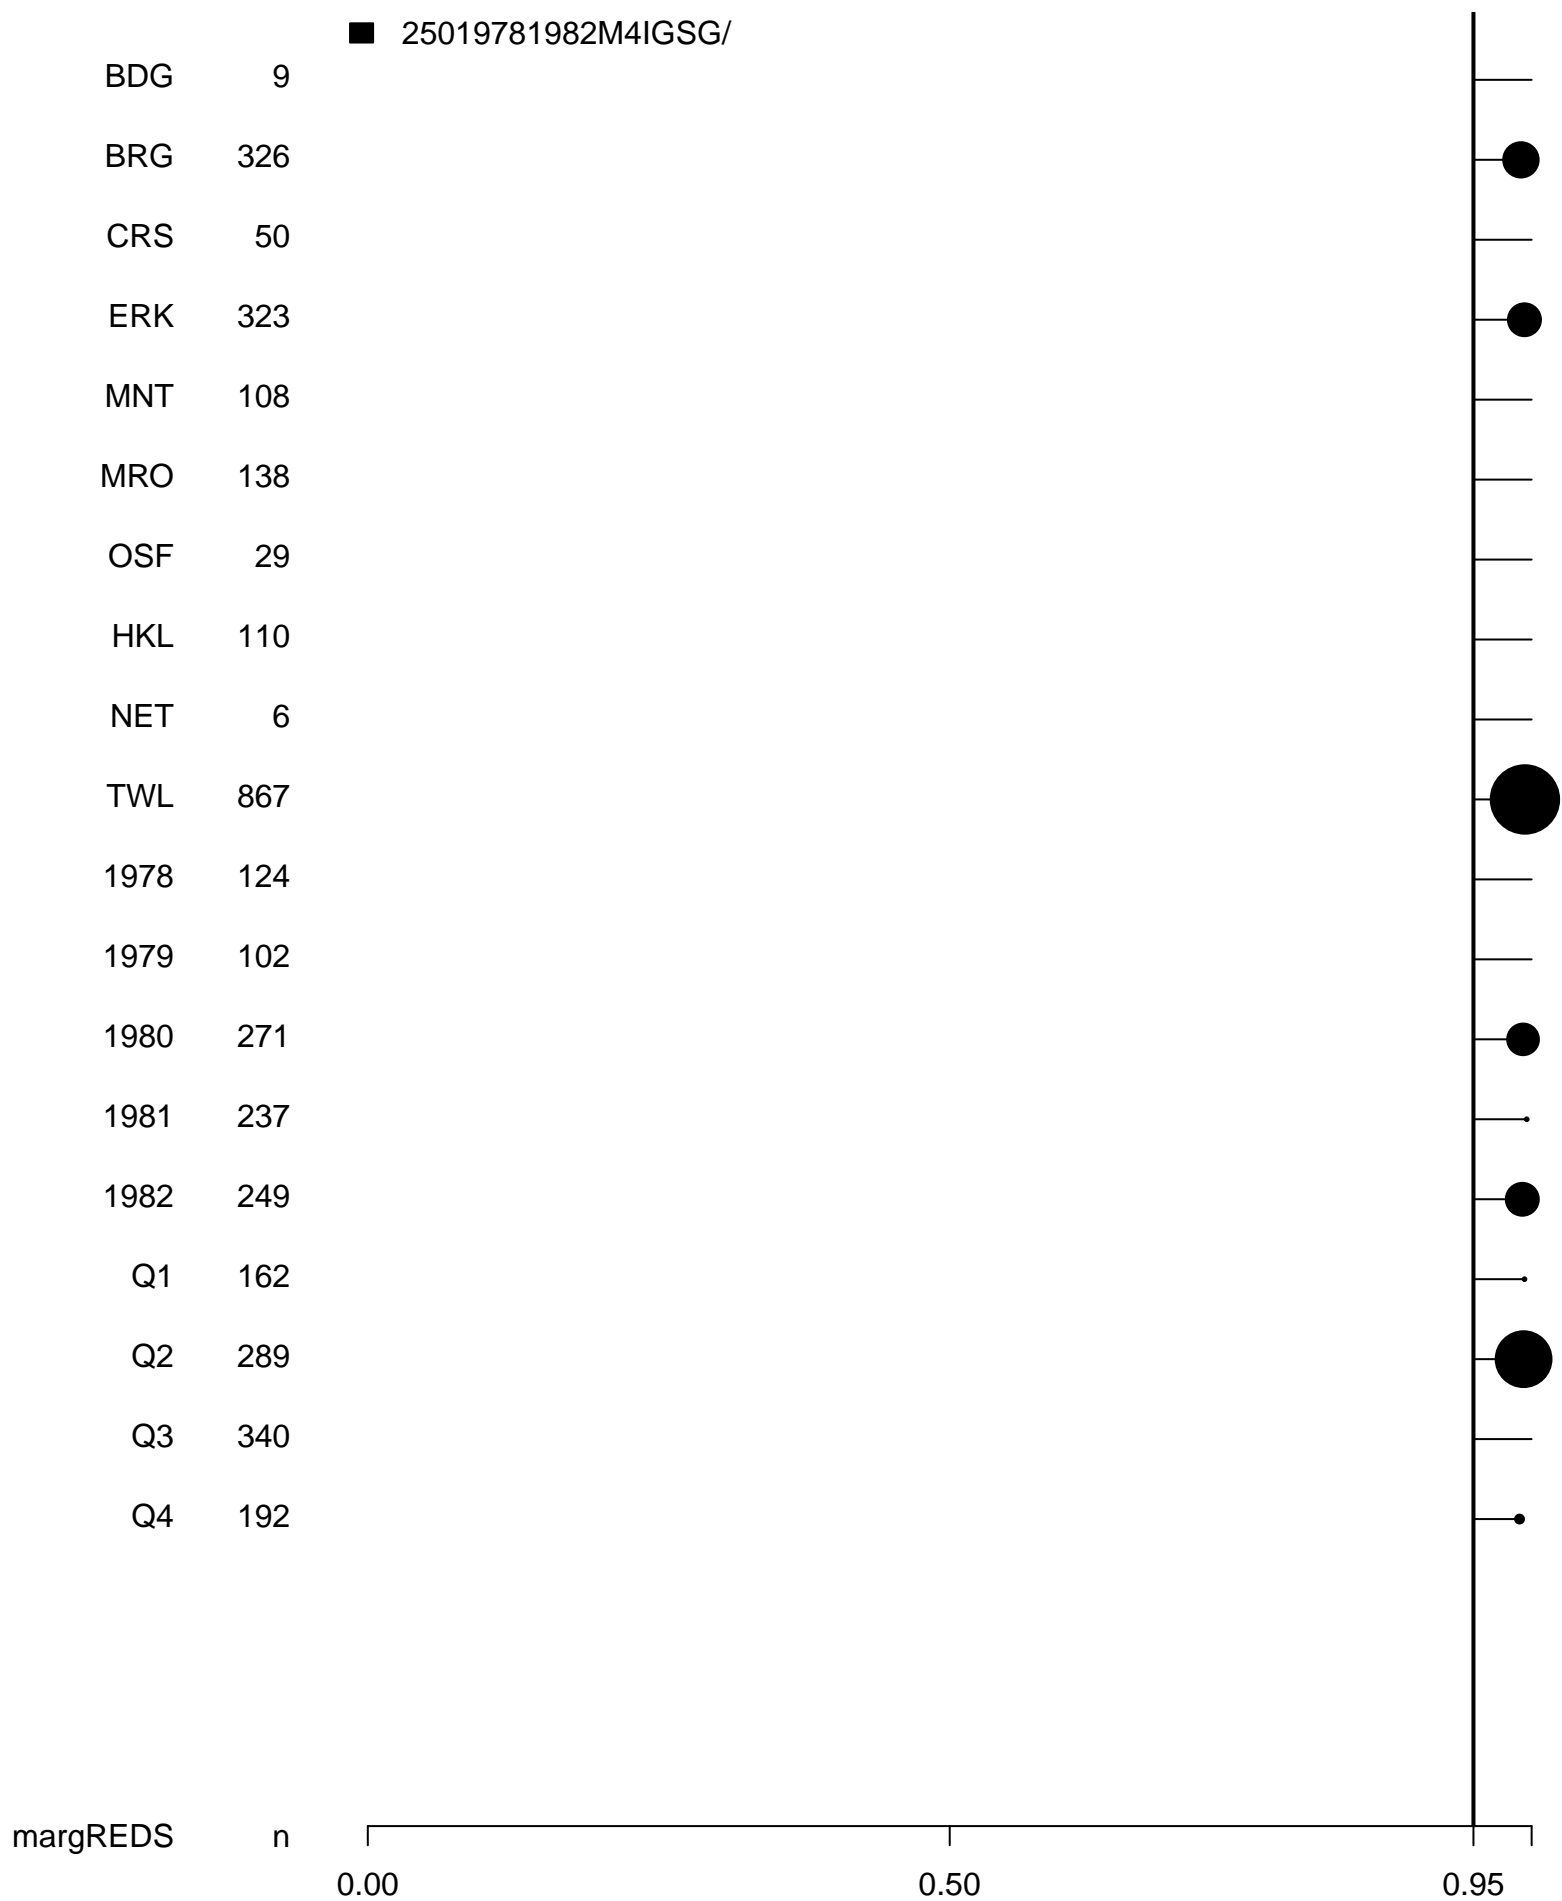 25019781982M4IGSG/
BDG 9
BRG 326
CRS 50
ERK 323
MNT 108
MRO 138
OSF 29
HKL 110
NET 6
TWL 867
1978 124
1979 102
1980 271
1981 237
1982 249
Q1 162
Q2 289
Q3 340
Q4 192
margREDS n
0.00 0.50 0.95